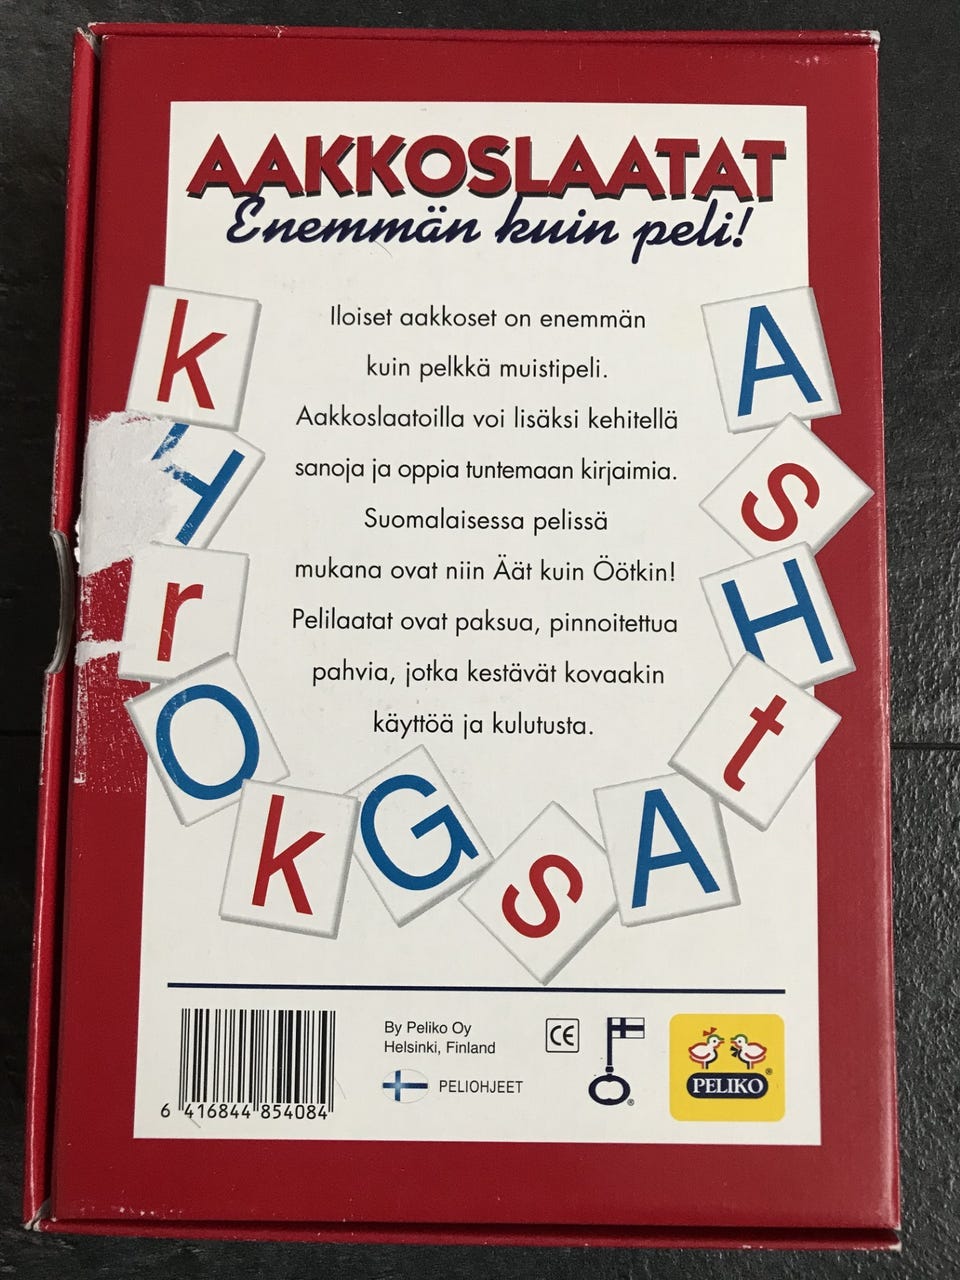 AAKKOSLAATAT
Enemmän kuin peli!
Iloiset aakkoset on enemmän
kuin pelkkä muistipeli.
Aakkoslaatoilla voi lisäksi kehitellä
sanoja ja oppia tuntemaan kirjaimia.
Suomalaisessa pelissä
mukana ovat niin Äät kuin Öötkin!
Pelilaatat ovat paksua, pinnoitettua
pahvia, jotka kestävät kovaakin
käyttöä ja kulutusta.
k
r
O
k
G
s
A
t
H
s
A
6 416844 854084
By Peliko Oy
Helsinki, Finland
PELIOHJEET
CE
PELIKO®